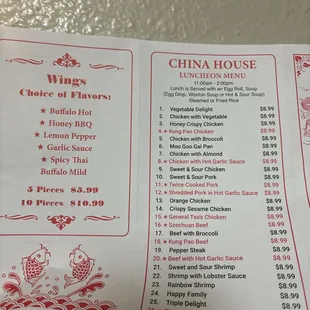 Wings
Choice of Flavors:
★ Buffalo Hot
★ Honey BBQ
★ Lemon Pepper
★ Garlic Sauce
★ Spicy Thai
Buffalo Mild
5 Pieces $5.99
10 Pieces $10.99
CHINA HOUSE
LUNCHEON MENU
11:00am - 2:00pm
Lunch is Served with an Egg Roll, Soup
(Egg Drop, Wonton Soup or Hot & Sour Soup)
Steamed or Fried Rice
1. Vegetable Delight $8.99
2. Chicken with Vegetable $8.99
3. Honey Crispy Chicken $8.99
4.★ Kung Pao Chicken $8.99
5. Chicken with Broccoli $8.99
6. Moo Goo Gai Pan $8.99
7. Chicken with Almond $8.99
8.★ Chicken with Hot Garlic Sauce $8.99
9. Sweet & Sour Chicken $8.99
10. Sweet & Sour Pork $8.99
11.★ Twice-Cooked Pork $8.99
12.★ Shredded Pork in Hot Garlic Sauce $8.99
13. Orange Chicken $8.99
14. Crispy Sesame Chicken $8.99
15.★ General Tso's Chicken $8.99
16.★ Szechuan Beef $8.99
17. Beef with Broccoli $8.99
18.★ Kung Pao Beef $8.99
19. Pepper Steak $8.99
20.★ Beef with Hot Garlic Sauce $8.99
21. Sweet and Sour Shrimp $8.99
22. Shrimp with Lobster Sauce $8.99
23. Rainbow Shrimp $8.99
24. Happy Family $8.99
25. Triple Delight $8.99